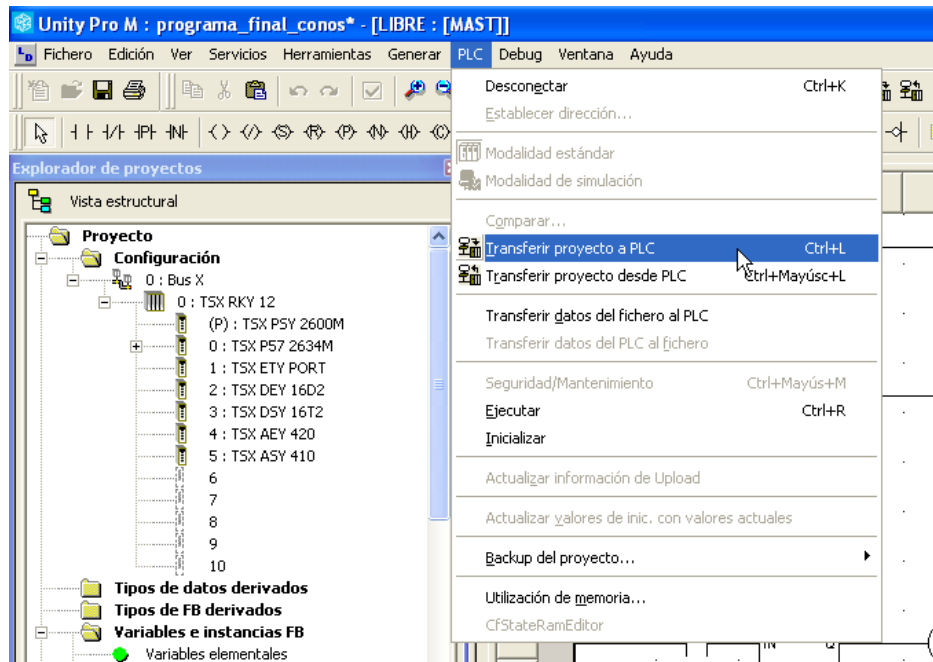 Unity Pro M : programa_final_conos* - [LIBRE : [MAST]]
Fichero Edición Ver Servicios Herramientas Generar PLC Debug Ventana Ayuda
Explorador de proyectos
Vista estructural
Proyecto
Configuración
0 : Bus X
0 : TSX RKY 12
(P) : TSX PSY 2600M
0 : TSX P57 2634M
1 : TSX ETY PORT
2 : TSX DEY 16D2
3 : TSX DSY 16T2
4 : TSX AEY 420
5 : TSX ASY 410
6
7
8
9
10
Tipos de datos derivados
Tipos de FB derivados
Variables e instancias FB
Variables elementales
Desconectar Ctrl+K
Establecer dirección...
Modalidad estándar
Modalidad de simulación
Comparar...
Transferir proyecto a PLC Ctrl+L
Transferir proyecto desde PLC Ctrl+Mayúsc+L
Transferir datos del fichero al PLC
Transferir datos del PLC al fichero
Seguridad/Mantenimiento Ctrl+Mayús+M
Ejecutar Ctrl+R
Inicializar
Actualizar información de Upload
Actualizar valores de inic. con valores actuales
Backup del proyecto...
Utilización de memoria...
CfStateRamEditor